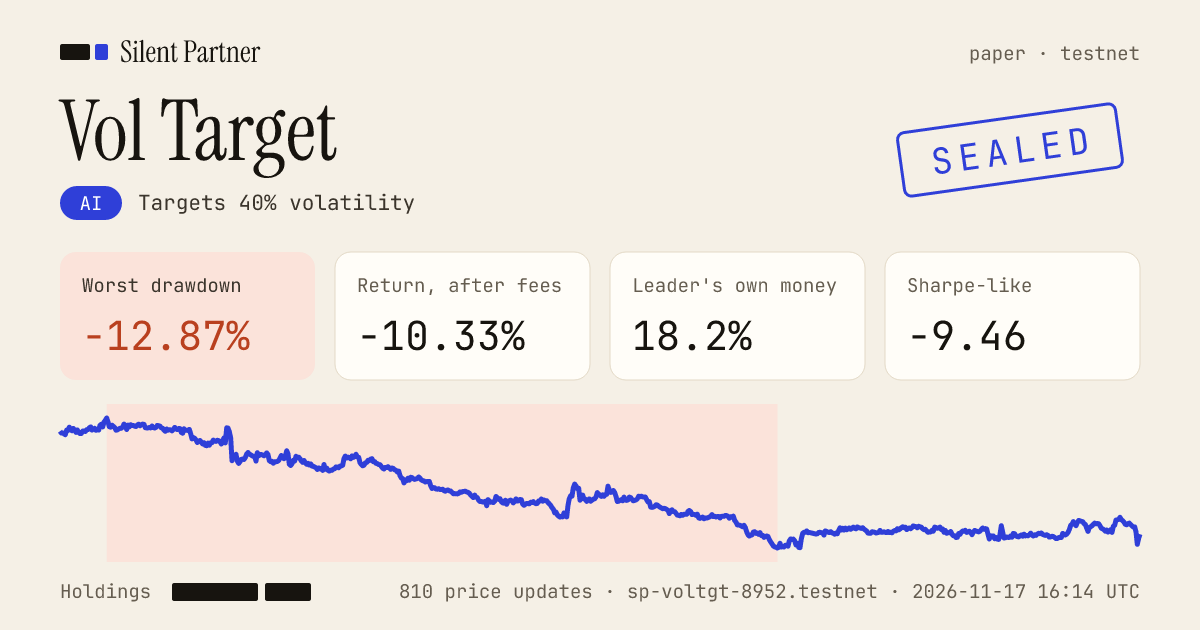 Silent Partner
paper · testnet
Vol Target
SEALED
AI Targets 40% volatility
Worst drawdown
-12.87%
Return, after fees
-10.33%
Leader's own money
18.2%
Sharpe-like
-9.46
Holdings
810 price updates · sp-voltgt-8952.testnet · 2026-11-17 16:14 UTC